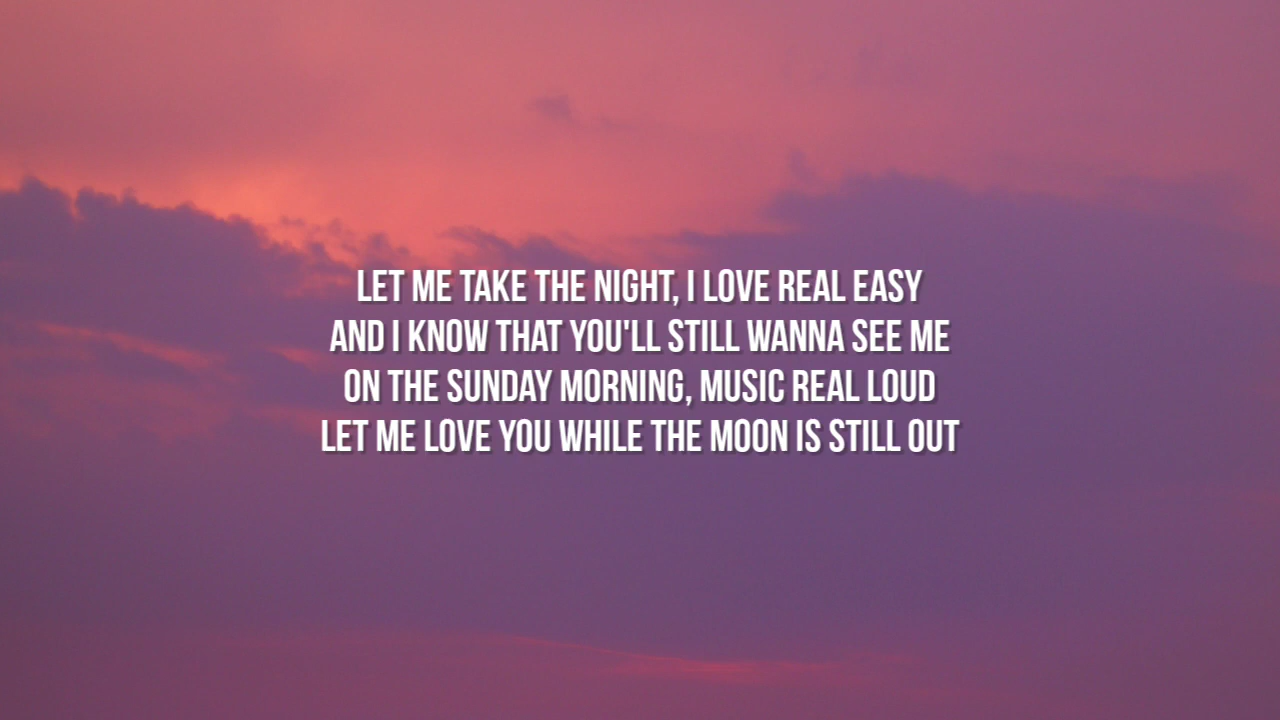 LET ME TAKE THE NIGHT, I LOVE REAL EASY
AND I KNOW THAT YOU'LL STILL WANNA SEE ME
ON THE SUNDAY MORNING, MUSIC REAL LOUD
LET ME LOVE YOU WHILE THE MOON IS STILL OUT